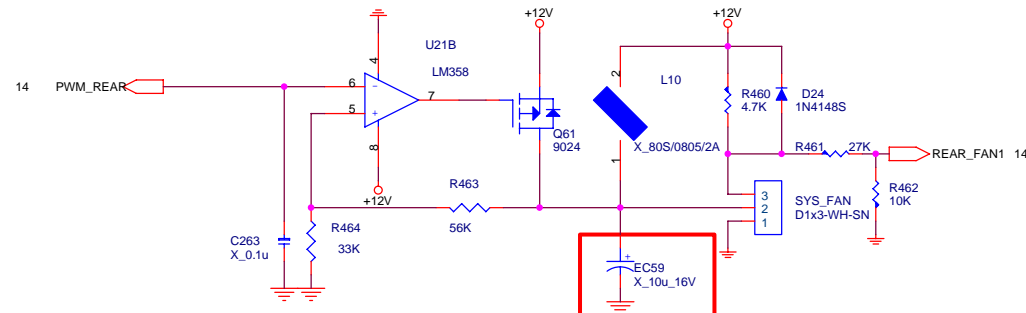 +12V
+12V
U21B
LM358
4
2
L10
14 PWM_REAR
6
-
7
5
+
8
R460
4.7K
D24
1N4148S
Q61
9024
X_80S/0805/2A
1
R461
27K
REAR_FAN1 14
+12V
R463
56K
3
2
1
SYS_FAN
D1x3-WH-SN
R462
10K
R464
33K
C263
X_0.1u
+
EC59
X_10u_16V